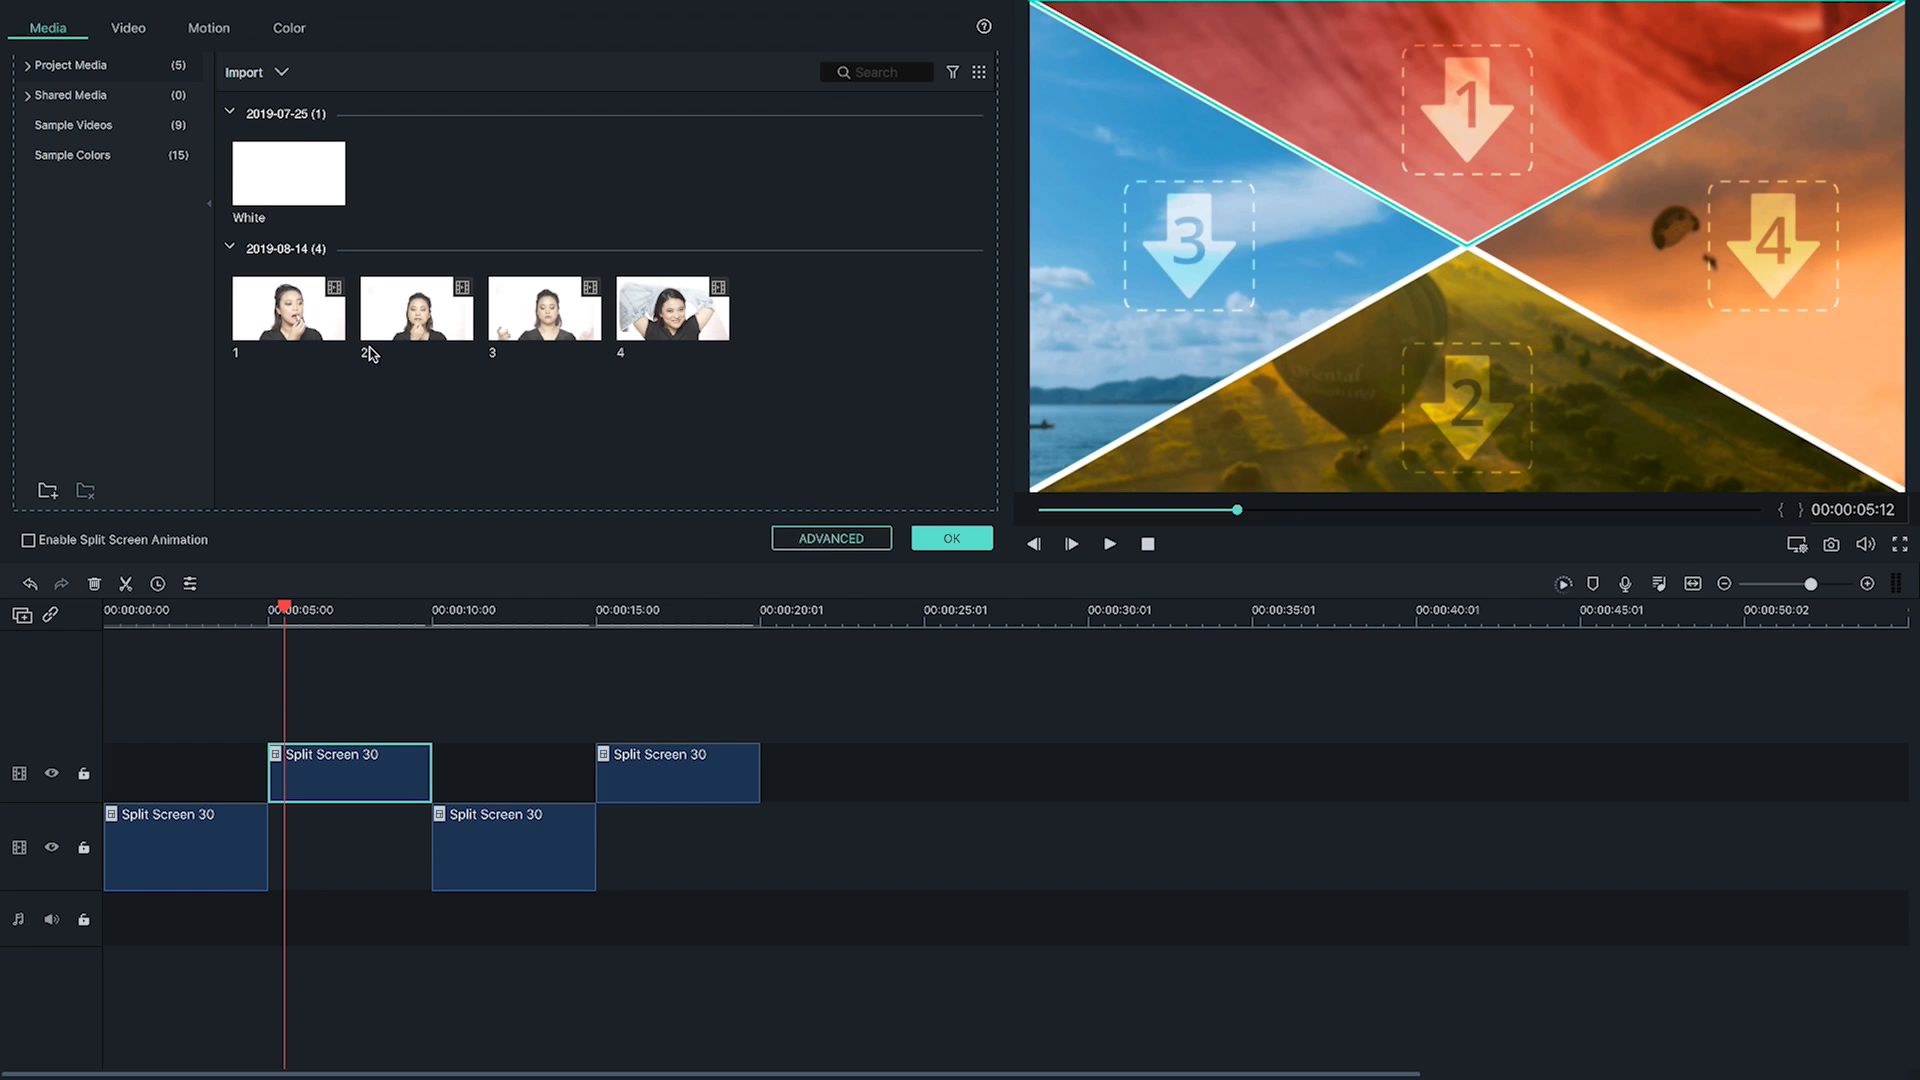 Media
Video
Motion
Color
Project Media (5)
Shared Media (0)
Sample Videos (9)
Sample Colors (15)
Import
Search
2019-07-25 (1)
White
2019-08-14 (4)
1
2
3
4
Enable Split Screen Animation
ADVANCED
OK
1
3
4
2
{ } 00:00:05:12
00:00:00:00
00:00:05:00
00:00:10:00
00:00:15:00
00:00:20:01
00:00:25:01
00:00:30:01
00:00:35:01
00:00:40:01
00:00:45:01
00:00:50:02
Split Screen 30
Split Screen 30
Split Screen 30
Split Screen 30